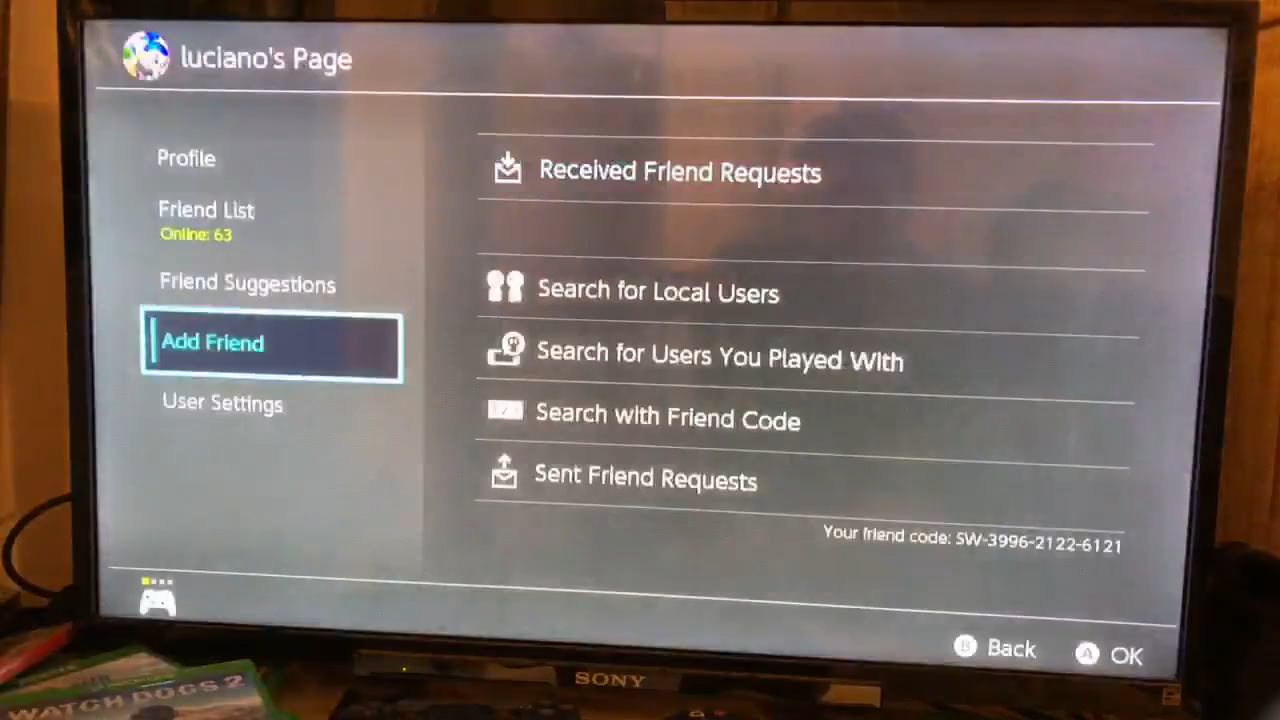 luciano's Page
Profile
Friend List
Online: 63
Friend Suggestions
Add Friend
User Settings
Received Friend Requests
Search for Local Users
Search for Users You Played With
Search with Friend Code
Sent Friend Requests
Your friend code: SW-3996-2122-6121
B Back
A OK
SONY
WATCH DOGS 2